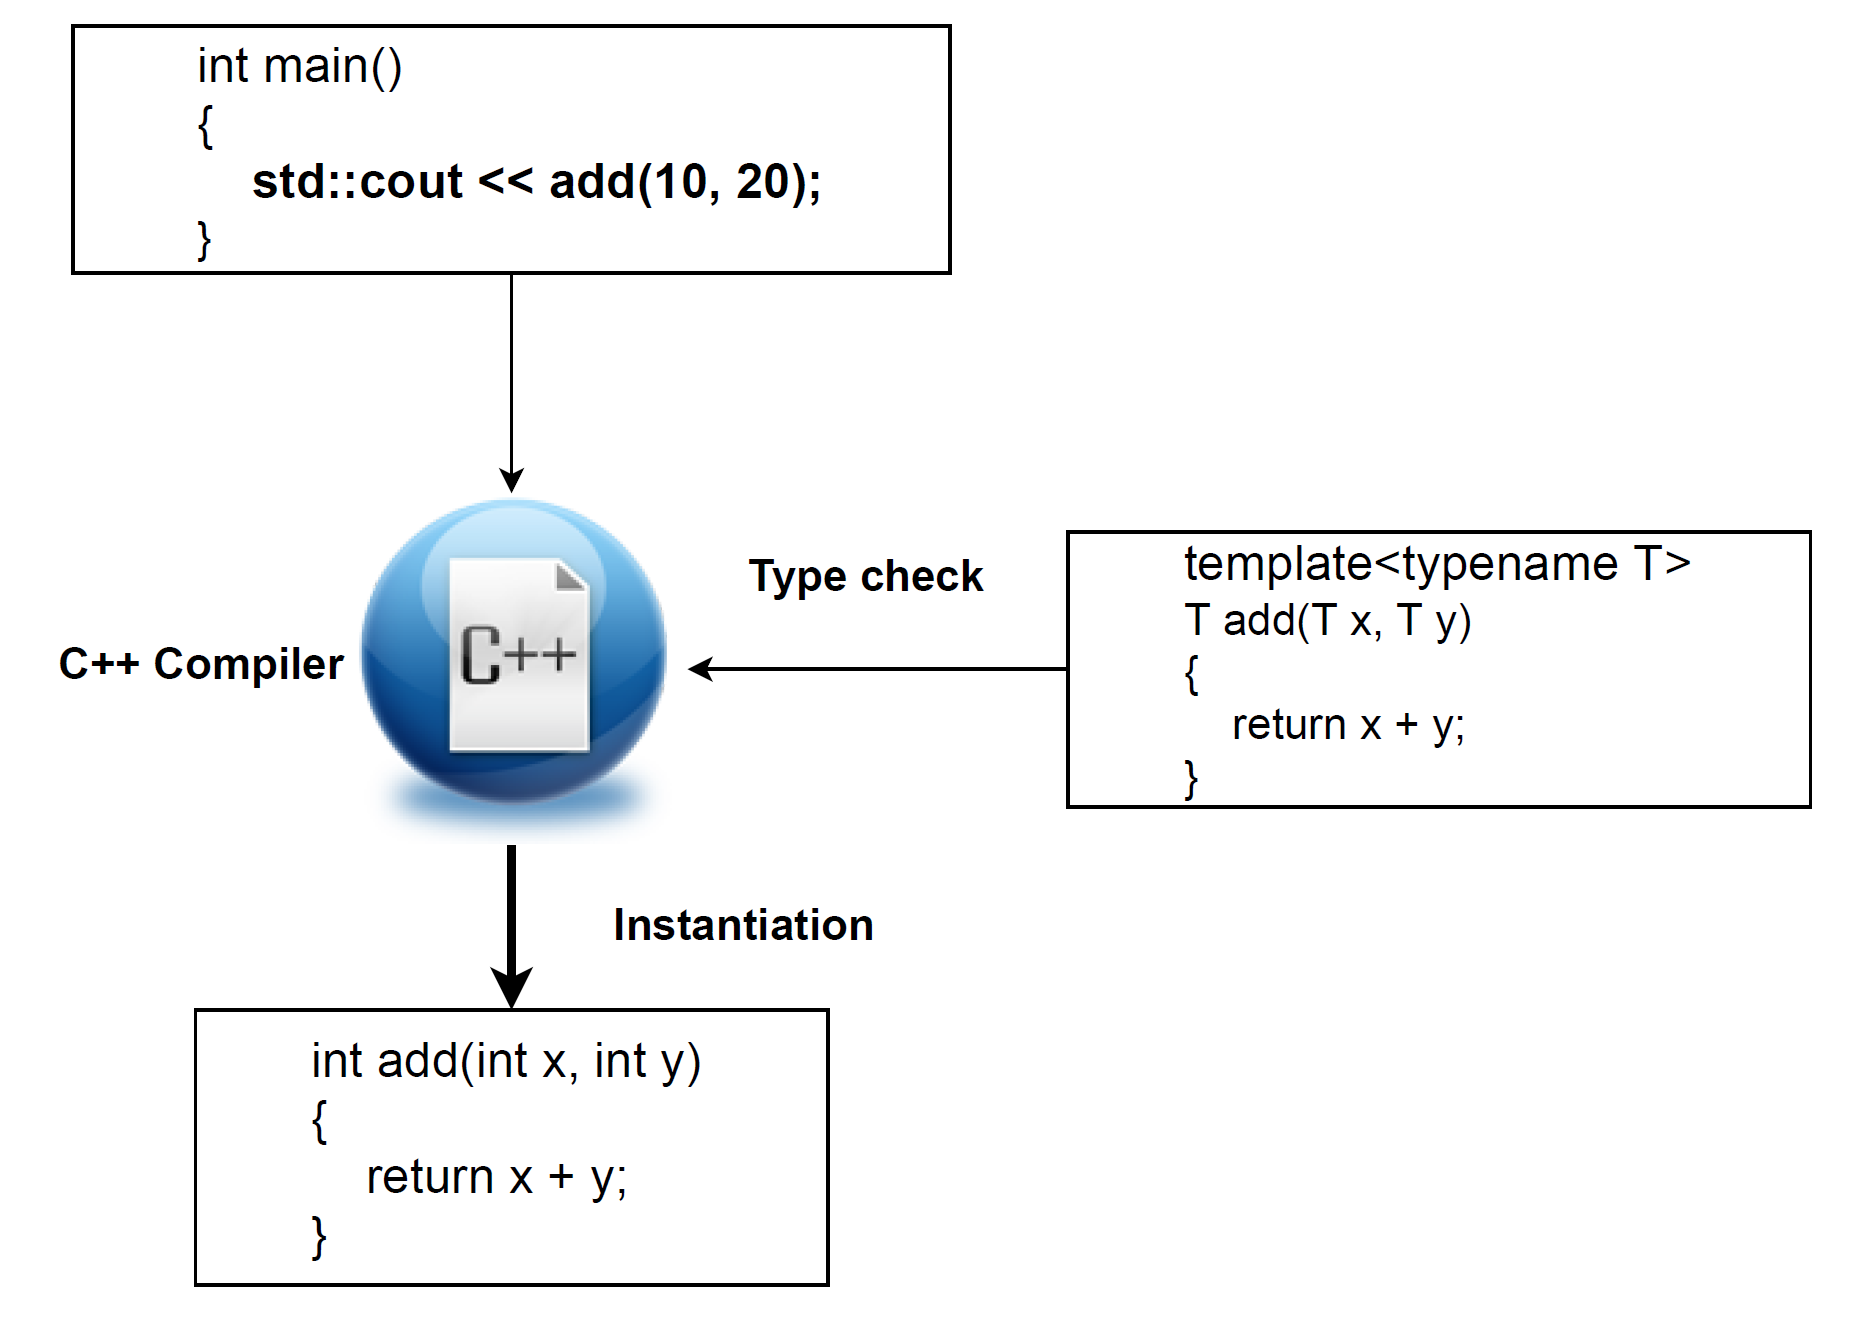 int main()
{
std::cout << add(10, 20);
}
C++ Compiler
C++
Type check
template<typename T>
T add(T x, T y)
{
return x + y;
}
Instantiation
int add(int x, int y)
{
return x + y;
}